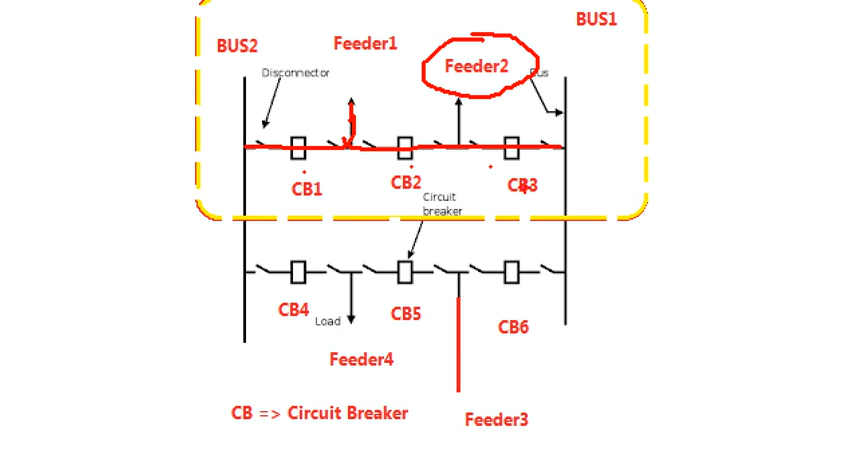 BUS1
BUS2
Feeder1
Feeder2
Disconnector
Bus
CB1
CB2
CB3
Circuit
breaker
CB4
Load
CB5
CB6
Feeder4
CB => Circuit Breaker
Feeder3